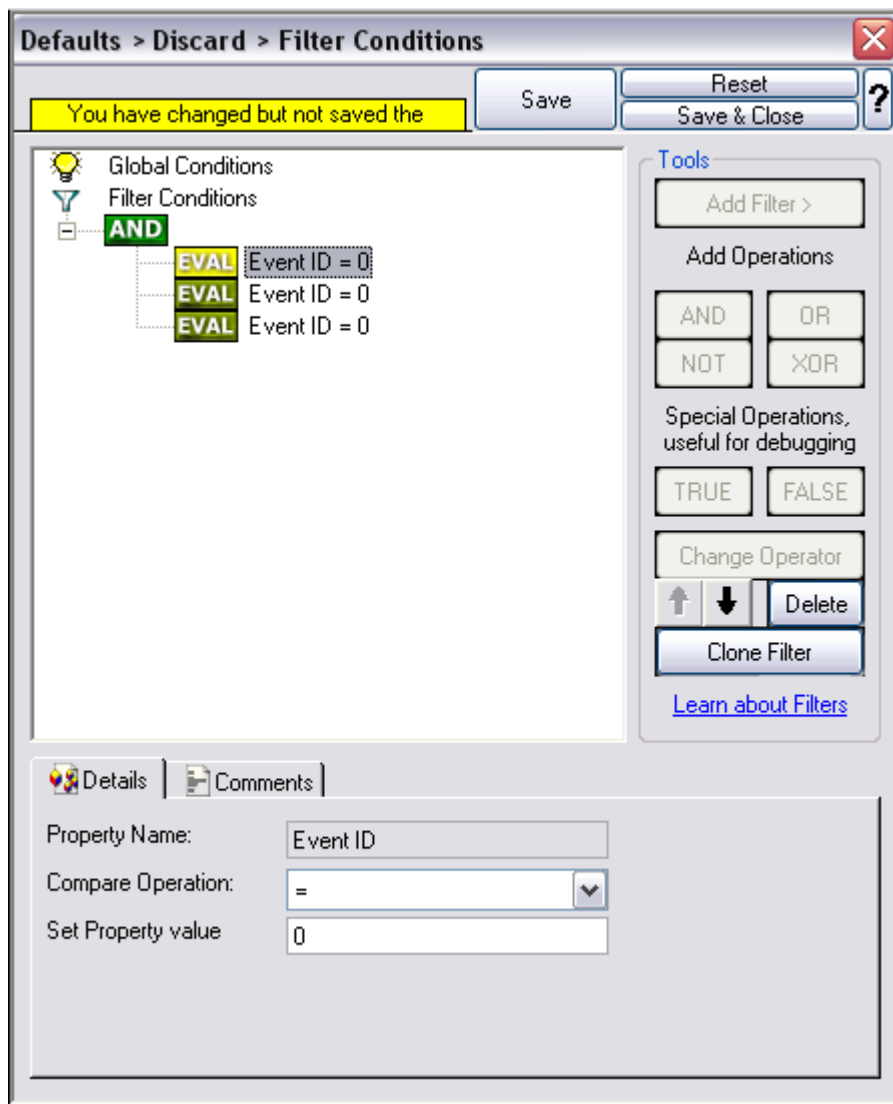 Defaults > Discard > Filter Conditions
You have changed but not saved the
Save
Reset
Save & Close
?
Global Conditions
Filter Conditions
AND
EVAL Event ID = 0
EVAL Event ID = 0
EVAL Event ID = 0
Tools
Add Filter >
Add Operations
AND OR
NOT XOR
Special Operations,
useful for debugging
TRUE FALSE
Change Operator
Delete
Clone Filter
Learn about Filters
Details Comments
Property Name: Event ID
Compare Operation: =
Set Property value 0